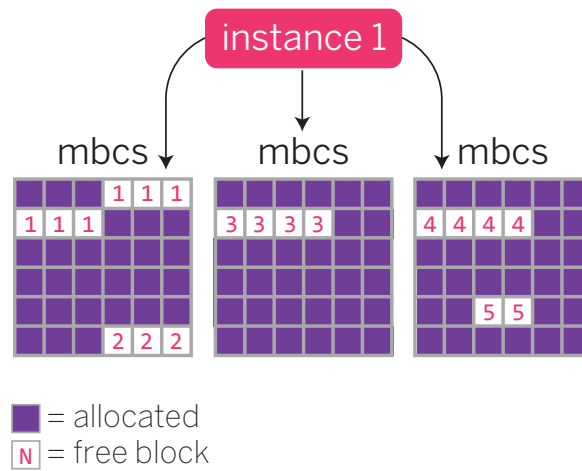 instance 1
mbcs mbcs mbcs
1 1 1
1 1 1 3 3 3 3 4 4 4 4
5 5
2 2 2
= allocated
N = free block